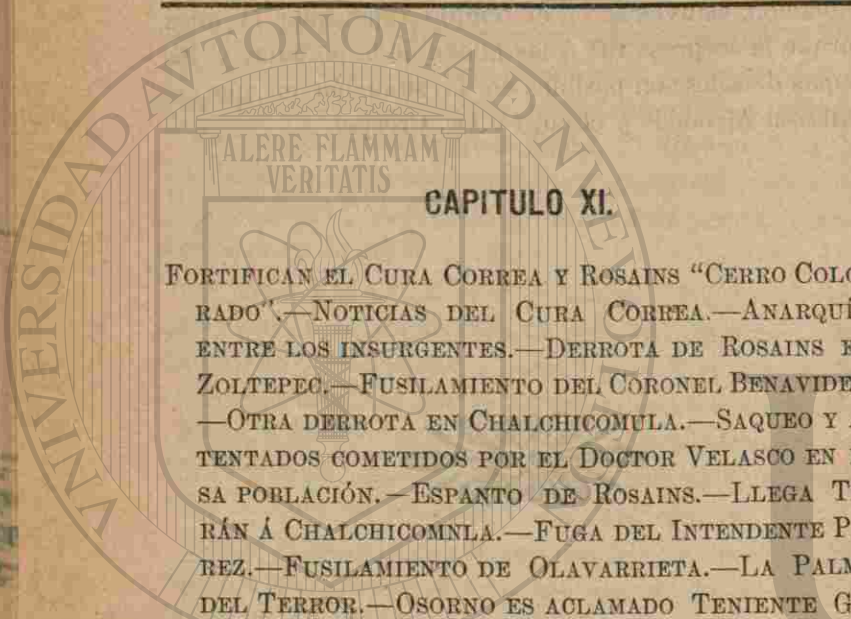 CAPITULO XI.
FORTIFICAN EL CURA CORREA Y ROSAINS “CERRO COLO
RADO”.—NOTICIAS DEL CURA CORREA.—ANARQUÍ
ENTRE LOS INSURGENTES.—DERROTA DE ROSAINS E
ZOLTEPEC.—FUSILAMIENTO DEL CORONEL BENAVIDE
—OTRA DERROTA EN CHALCHICOMULA.—SAQUEO Y A
TENTADOS COMETIDOS POR EL DOCTOR VELASCO EN
SA POBLACIÓN.—ESPANTO DE ROSAINS.—LLEGA T
RÁN Á CHALCHICOMNLA.—FUGA DEL INTENDENTE P
REZ.—FUSILAMIENTO DE OLAVARRIETA.—LA PALM
DEL TERROR.—OSORNO ES ACLAMADO TENIENTE G
UNIVERSIDAD AVTONOMA D NVE
ALERE FLAMMAM
VERITATIS